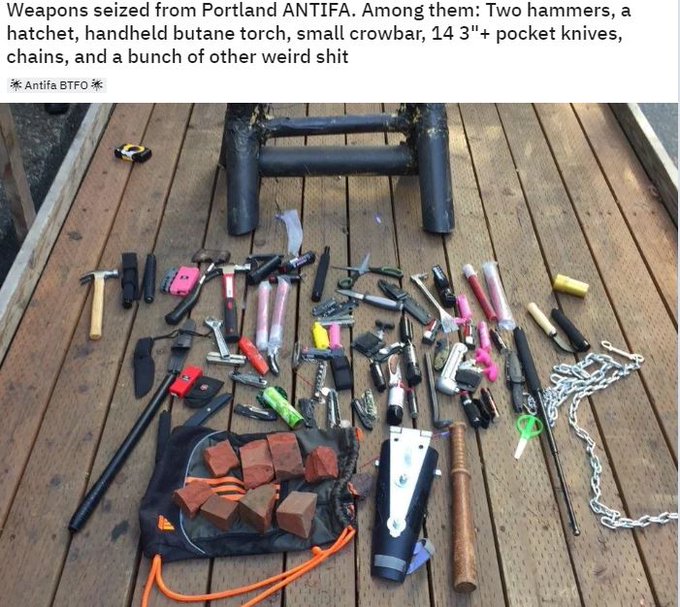 Weapons seized from Portland ANTIFA. Among them: Two hammers, a
hatchet, handheld butane torch, small crowbar, 14 3"+ pocket knives,
chains, and a bunch of other weird shit
Antifa BTFO